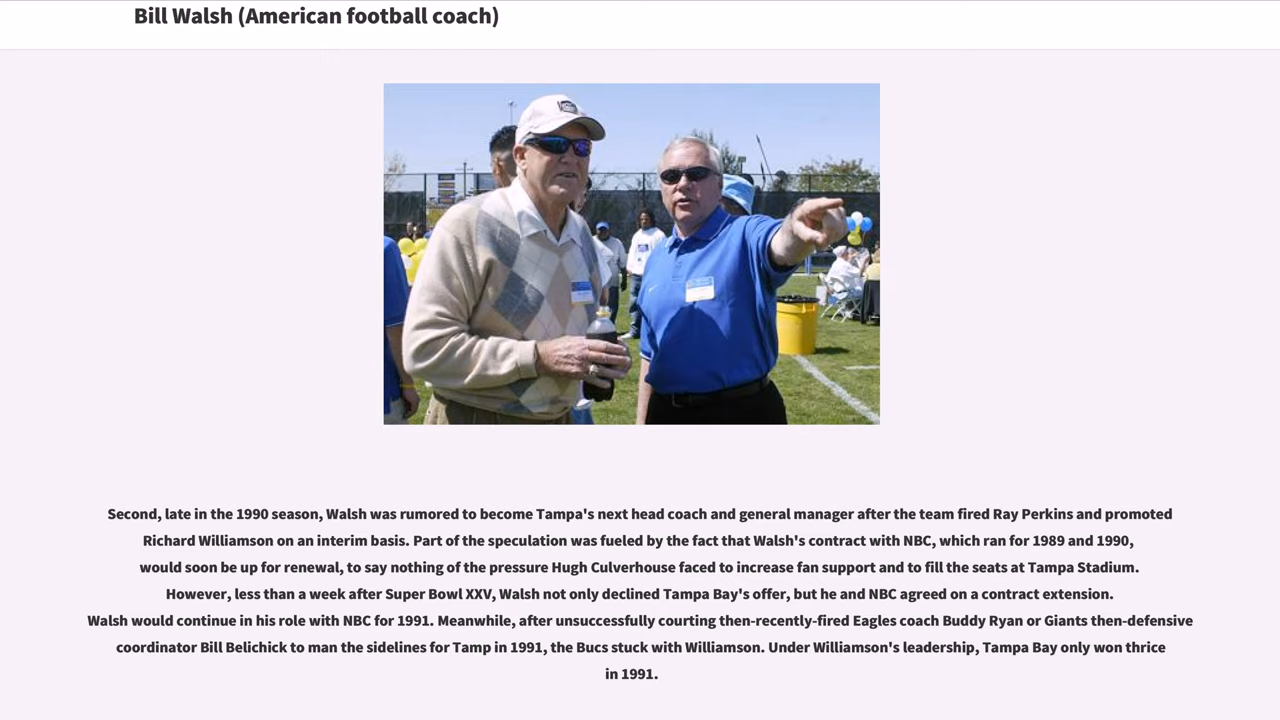 Bill Walsh (American football coach)
Second, late in the 1990 season, Walsh was rumored to become Tampa's next head coach and general manager after the team fired Ray Perkins and promoted
Richard Williamson on an interim basis. Part of the speculation was fueled by the fact that Walsh's contract with NBC, which ran for 1989 and 1990,
would soon be up for renewal, to say nothing of the pressure Hugh Culverhouse faced to increase fan support and to fill the seats at Tampa Stadium.
However, less than a week after Super Bowl XXV, Walsh not only declined Tampa Bay's offer, but he and NBC agreed on a contract extension.
Walsh would continue in his role with NBC for 1991. Meanwhile, after unsuccessfully courting then-recently-fired Eagles coach Buddy Ryan or Giants then-defensive
coordinator Bill Belichick to man the sidelines for Tamp in 1991, the Bucs stuck with Williamson. Under Williamson's leadership, Tampa Bay only won thrice
in 1991.